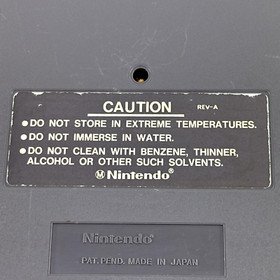 CAUTION REV-A
• DO NOT STORE IN EXTREME TEMPERATURES.
• DO NOT IMMERSE IN WATER.
• DO NOT CLEAN WITH BENZENE, THINNER,
ALCOHOL OR OTHER SUCH SOLVENTS.
Ⓜ Nintendo®
Nintendo®
PAT. PEND. MADE IN JAPAN